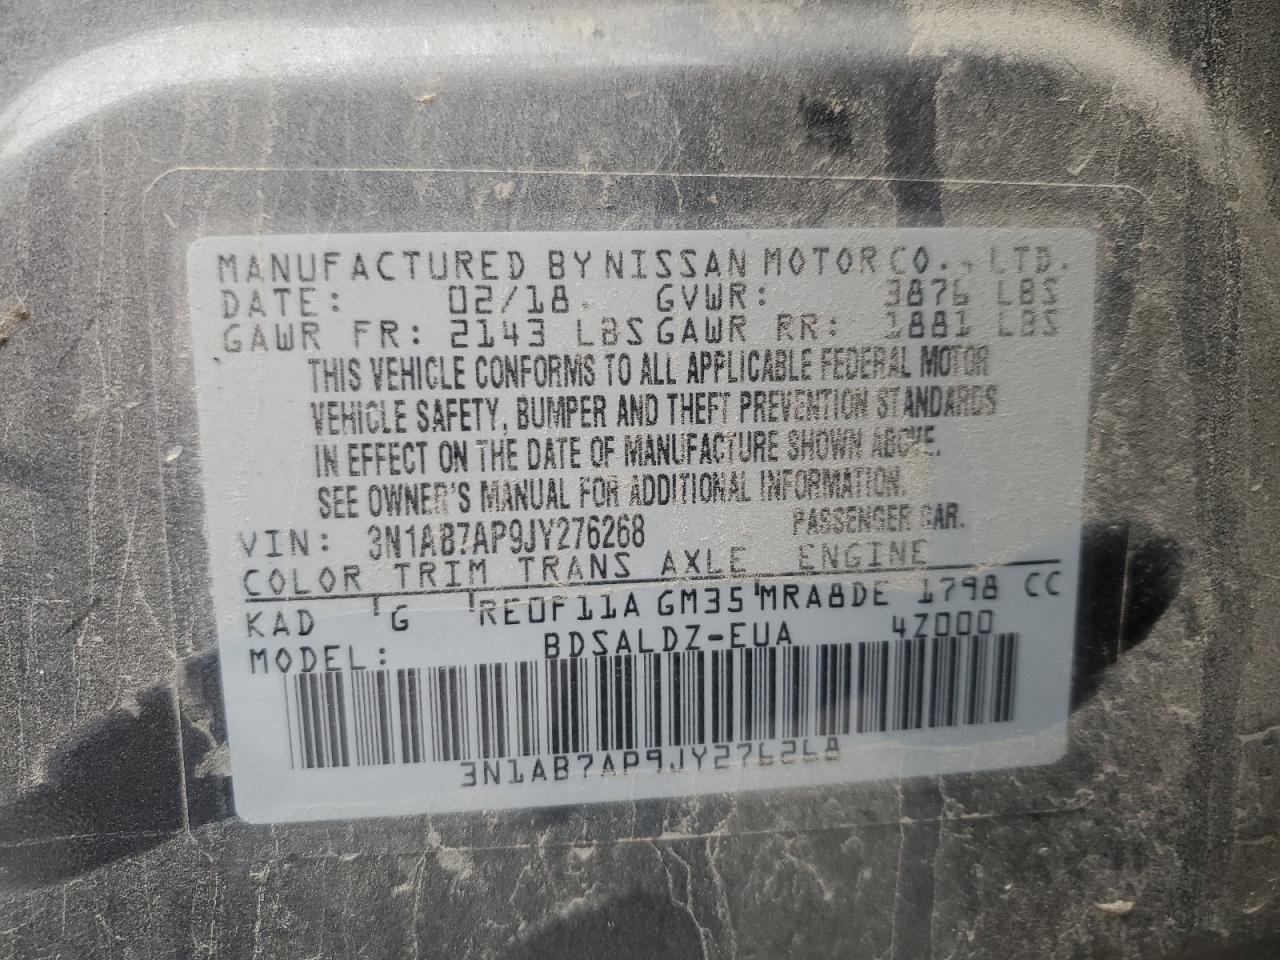 MANUFACTURED BY NISSAN MOTOR CO., LTD.
DATE: 02/18 GVWR: 3876 LBS
GAWR FR: 2143 LBS GAWR RR: 1881 LBS
THIS VEHICLE CONFORMS TO ALL APPLICABLE FEDERAL MOTOR
VEHICLE SAFETY, BUMPER AND THEFT PREVENTION STANDARDS
IN EFFECT ON THE DATE OF MANUFACTURE SHOWN ABOVE.
SEE OWNER'S MANUAL FOR ADDITIONAL INFORMATION.
VIN: 3N1AB7AP9JY276268 PASSENGER CAR.
COLOR TRIM TRANS AXLE ENGINE
KAD G RE0F11A GM35 MRA8DE 1798 CC
MODEL: BDSALDZ-EUA 4Z000
3N1AB7AP9JY276268